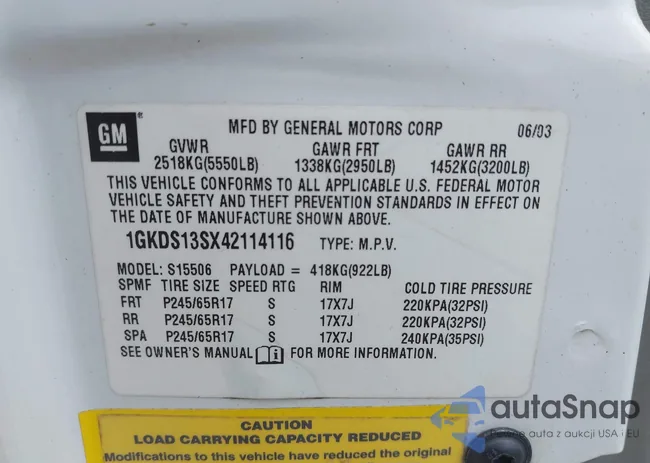 GM
MFD BY GENERAL MOTORS CORP 06/03
GVWR GAWR FRT GAWR RR
2518KG(5550LB) 1338KG(2950LB) 1452KG(3200LB)
THIS VEHICLE CONFORMS TO ALL APPLICABLE U.S. FEDERAL MOTOR
VEHICLE SAFETY AND THEFT PREVENTION STANDARDS IN EFFECT ON
THE DATE OF MANUFACTURE SHOWN ABOVE.
1GKDS13SX42114116 TYPE: M.P.V.
MODEL: S15506 PAYLOAD = 418KG(922LB)
SPMF TIRE SIZE SPEED RTG RIM COLD TIRE PRESSURE
FRT P245/65R17 S 17X7J 220KPA(32PSI)
RR P245/65R17 S 17X7J 220KPA(32PSI)
SPA P245/65R17 S 17X7J 240KPA(35PSI)
SEE OWNER'S MANUAL FOR MORE INFORMATION.
CAUTION
LOAD CARRYING CAPACITY REDUCED
Modifications to this vehicle have reduced the original
autaSnap
Pewne auta z aukcji USA i EU